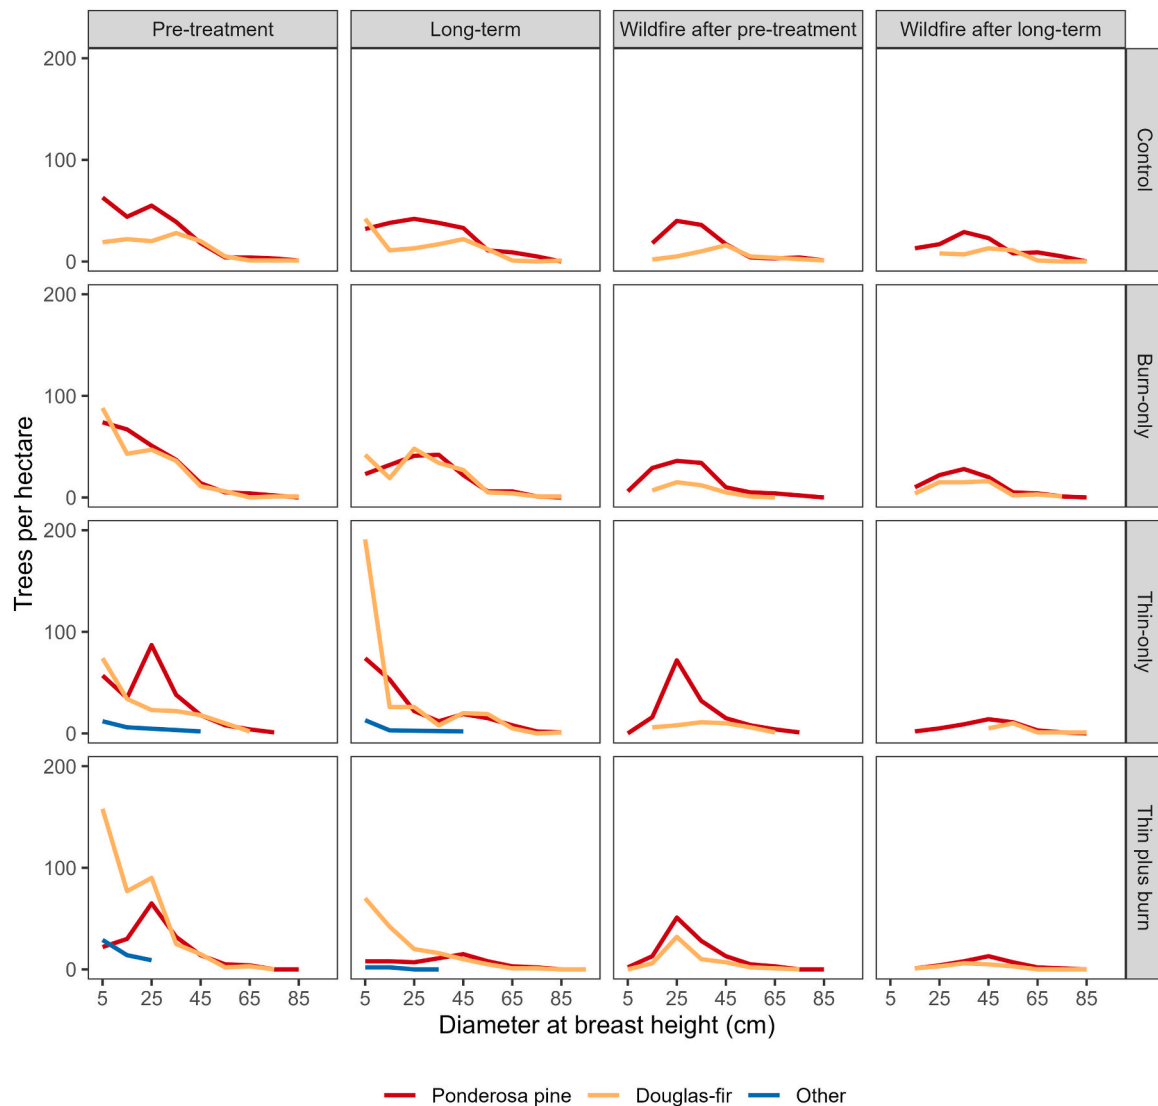 Pre-treatment Long-term Wildfire after pre-treatment Wildfire after long-term
200
100
0
Control
200
100
0
Burn-only
200
100
0
Thin-only
200
100
0
Thin plus burn
Trees per hectare
5 25 45 65 85 5 25 45 65 85 5 25 45 65 85 5 25 45 65 85
Diameter at breast height (cm)
Ponderosa pine Douglas-fir Other